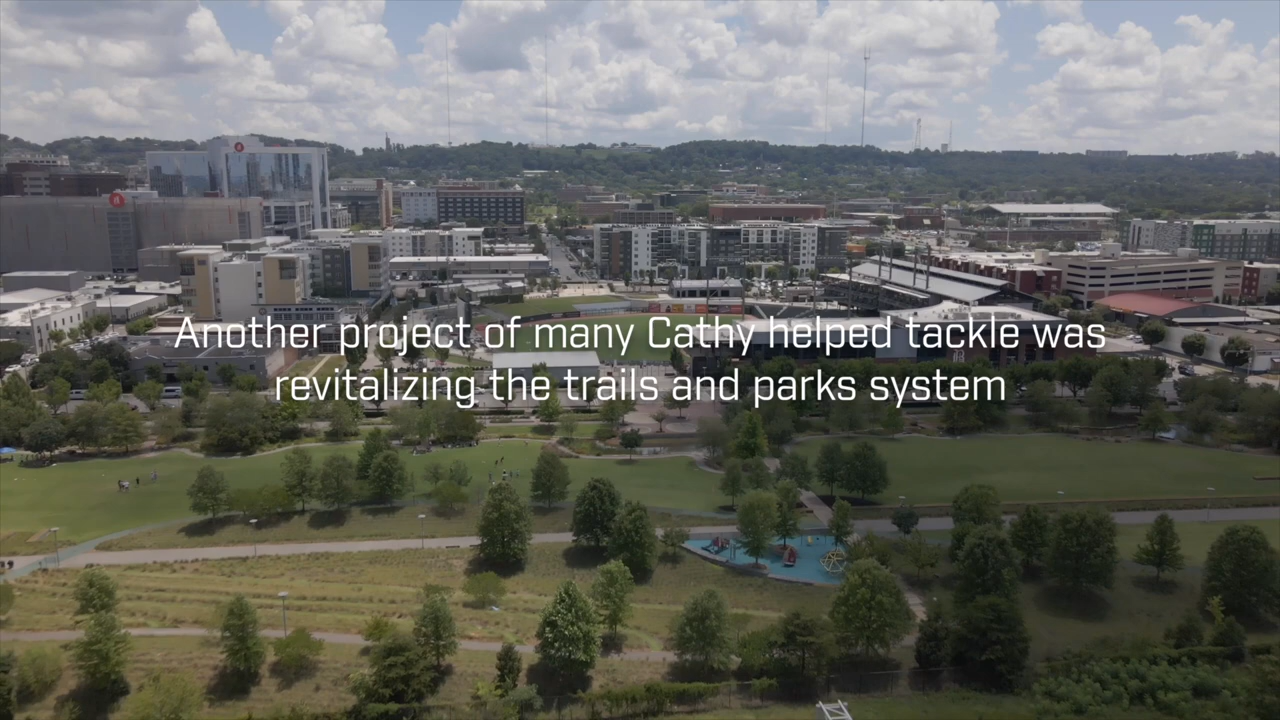 Another project of many Cathy helped tackle was
revitalizing the trails and parks system